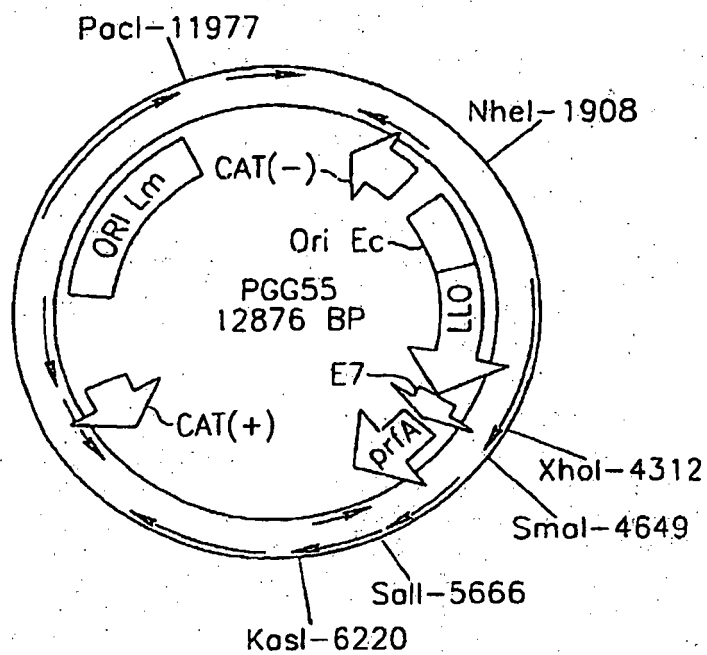 PacI-11977
NheI-1908
CAT(-)
ORI Lm
Ori Ec
PGG55
12876 BP
LLO
E7
CAT(+)
prfA
XhoI-4312
SmaI-4649
SalI-5666
KasI-6220